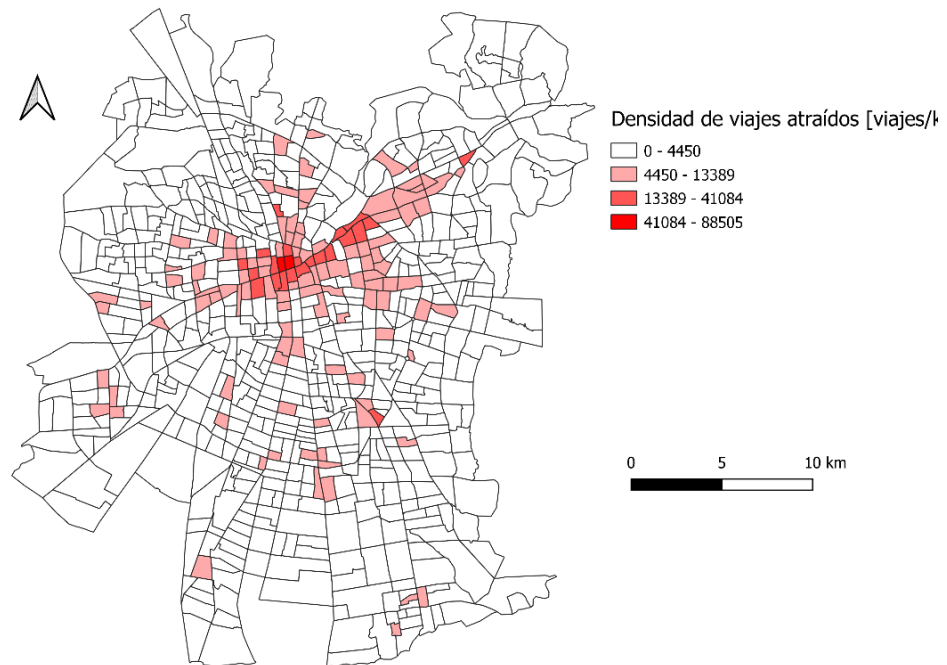 Densidad de viajes atraídos [viajes/k
0 - 4450
4450 - 13389
13389 - 41084
41084 - 88505
0 5 10 km